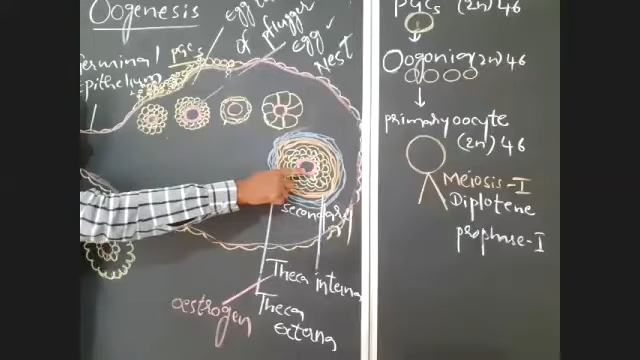 Oogenesis
egg
of pfluger
egg
Nest
PGCs
germinal
epithelium
secondary
Theca interna
oestrogen
Theca
externa
PGCs (2n) 46
Oogonia (2n) 46
primary oocyte
(2n) 46
Meiosis-I
Diplotene
prophase-I